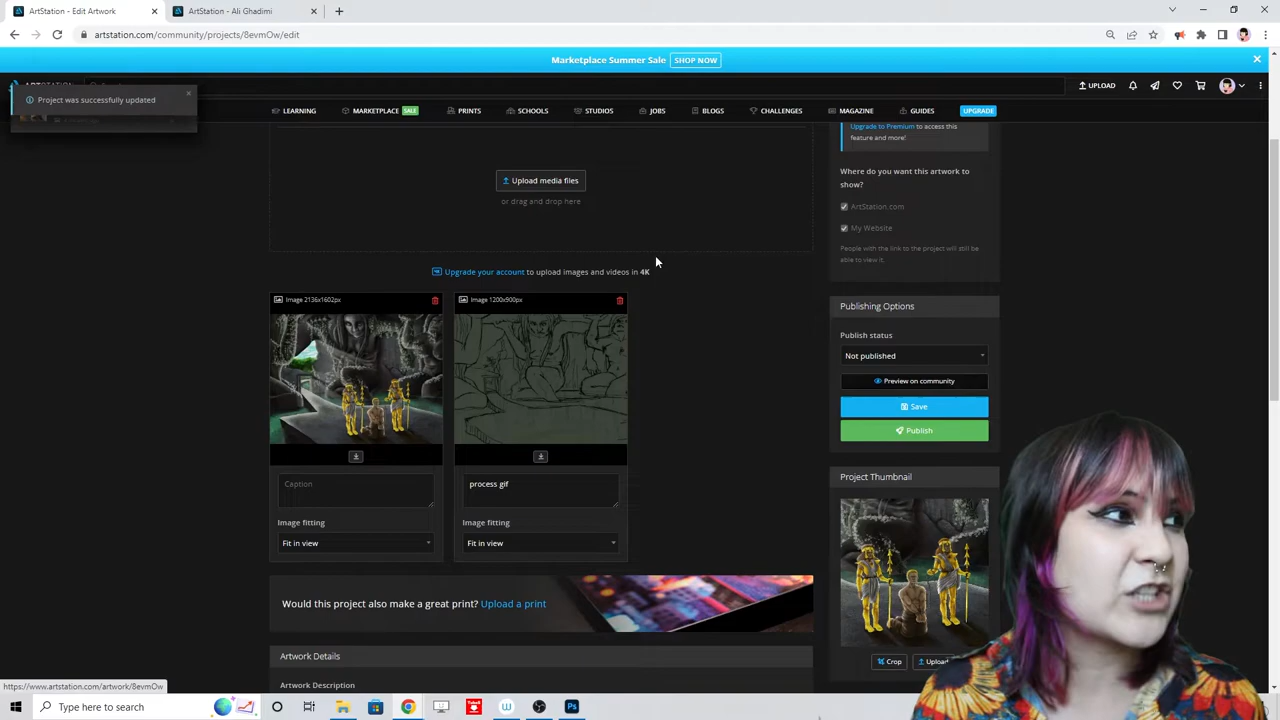 ArtStation - Edit Artwork
ArtStation - Ali Ghadimi
artstation.com/community/projects/8evmOw/edit
Marketplace Summer Sale SHOP NOW
UPLOAD
Project was successfully updated
LEARNING MARKETPLACE SALE PRINTS SCHOOLS STUDIOS JOBS BLOGS CHALLENGES MAGAZINE GUIDES UPGRADE
Upgrade to Premium to access this
feature and more!
Upload media files
or drag and drop here
Where do you want this artwork to
show?
ArtStation.com
My Website
People with the link to the project will still be
able to view it.
Upgrade your account to upload images and videos in 4K
Image 2136x1602px
Image 1200x900px
Publishing Options
Publish status
Not published
Preview on community
Save
Publish
Caption
process gif
Project Thumbnail
Image fitting
Image fitting
Fit in view
Fit in view
Would this project also make a great print? Upload a print
Artwork Details
Crop
Upload
Artwork Description
https://www.artstation.com/artwork/8evmOw
Type here to search